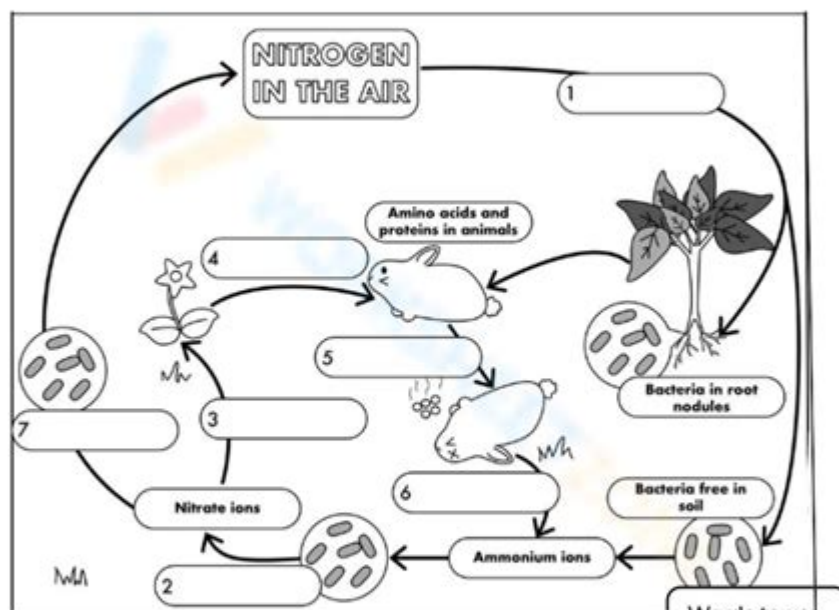 NITROGEN
IN THE AIR
1
Amino acids and
proteins in animals
4
5
Bacteria in root
nodules
3
7
6
Bacteria free in
soil
Nitrate ions
Ammonium ions
2